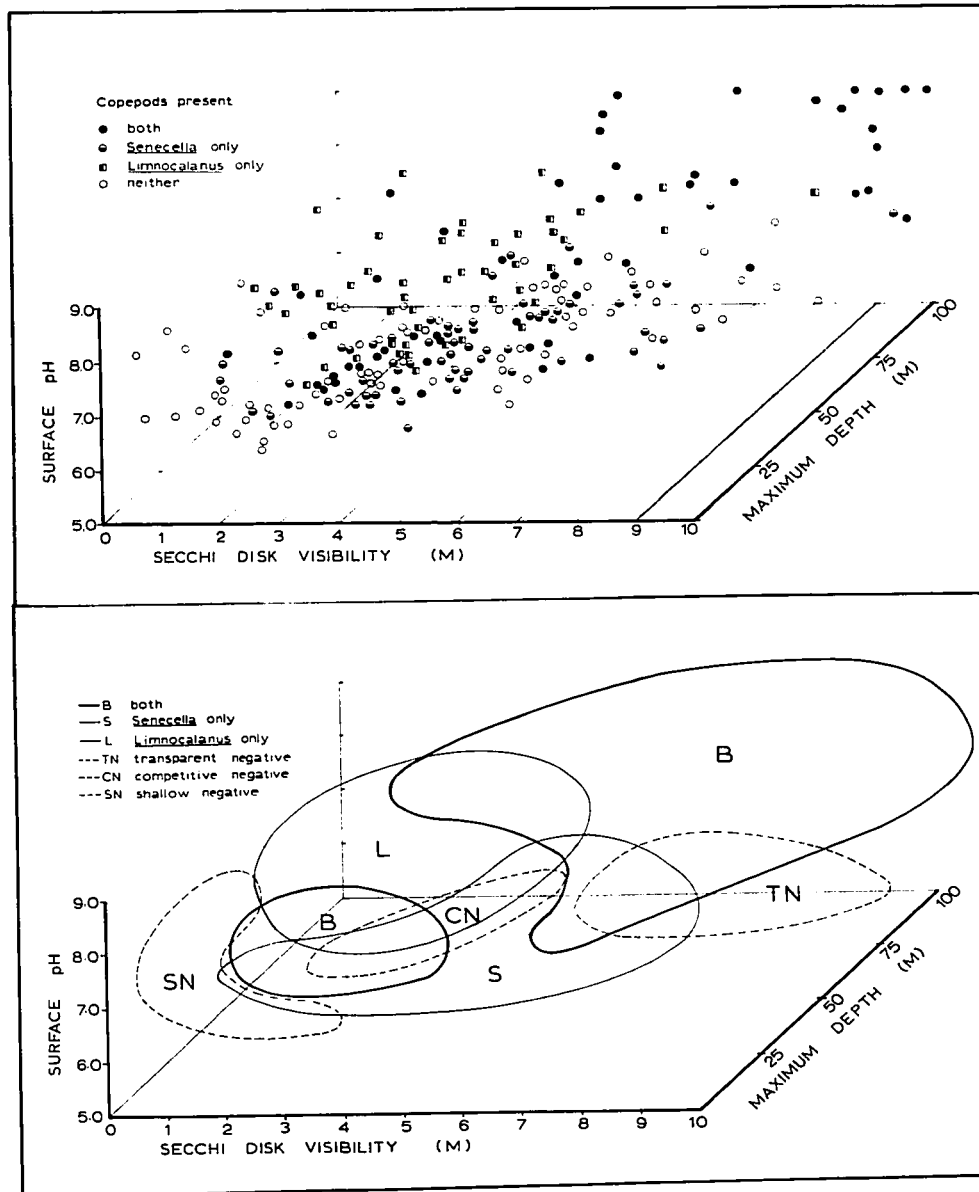 Copepods present
both
Senecella only
Limnocalanus only
neither
9.0
8.0
7.0
6.0
5.0
SURFACE pH
0 1 2 3 4 5 6 7 8 9 10
SECCHI DISK VISIBILITY (M)
25
50
75
100
MAXIMUM DEPTH (M)
B both
S Senecella only
L Limnocalanus only
TN transparent negative
CN competitive negative
SN shallow negative
B
L
B
CN
TN
SN
S
9.0
8.0
7.0
6.0
5.0
SURFACE pH
0 1 2 3 4 5 6 7 8 9 10
SECCHI DISK VISIBILITY (M)
25
50
75
100
MAXIMUM DEPTH (M)